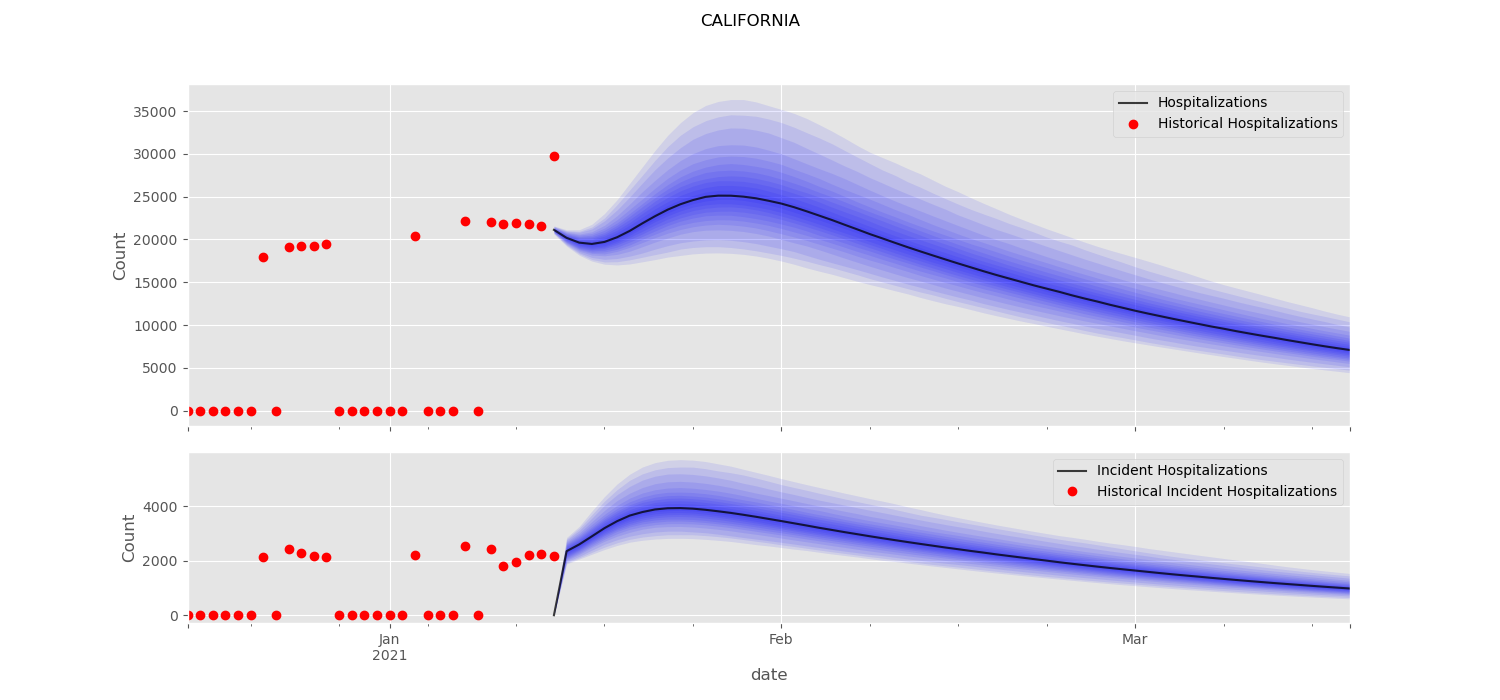 CALIFORNIA
35000
30000
25000
20000
15000
10000
5000
0
Count
Hospitalizations
Historical Hospitalizations
4000
2000
0
Count
Incident Hospitalizations
Historical Incident Hospitalizations
Jan
2021
Feb
Mar
date